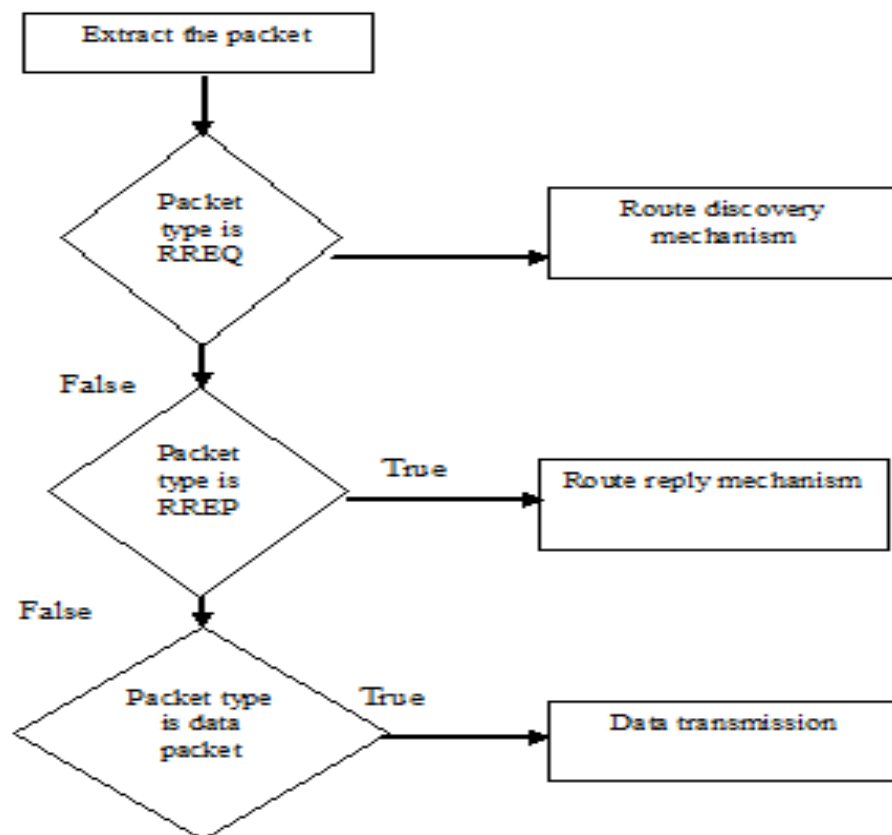 Extract the packet
Packet
type is
RREQ
Route discovery
mechanism
False
Packet
type is
RREP
True
Route reply mechanism
False
Packet type
is data
packet
True
Data transmission